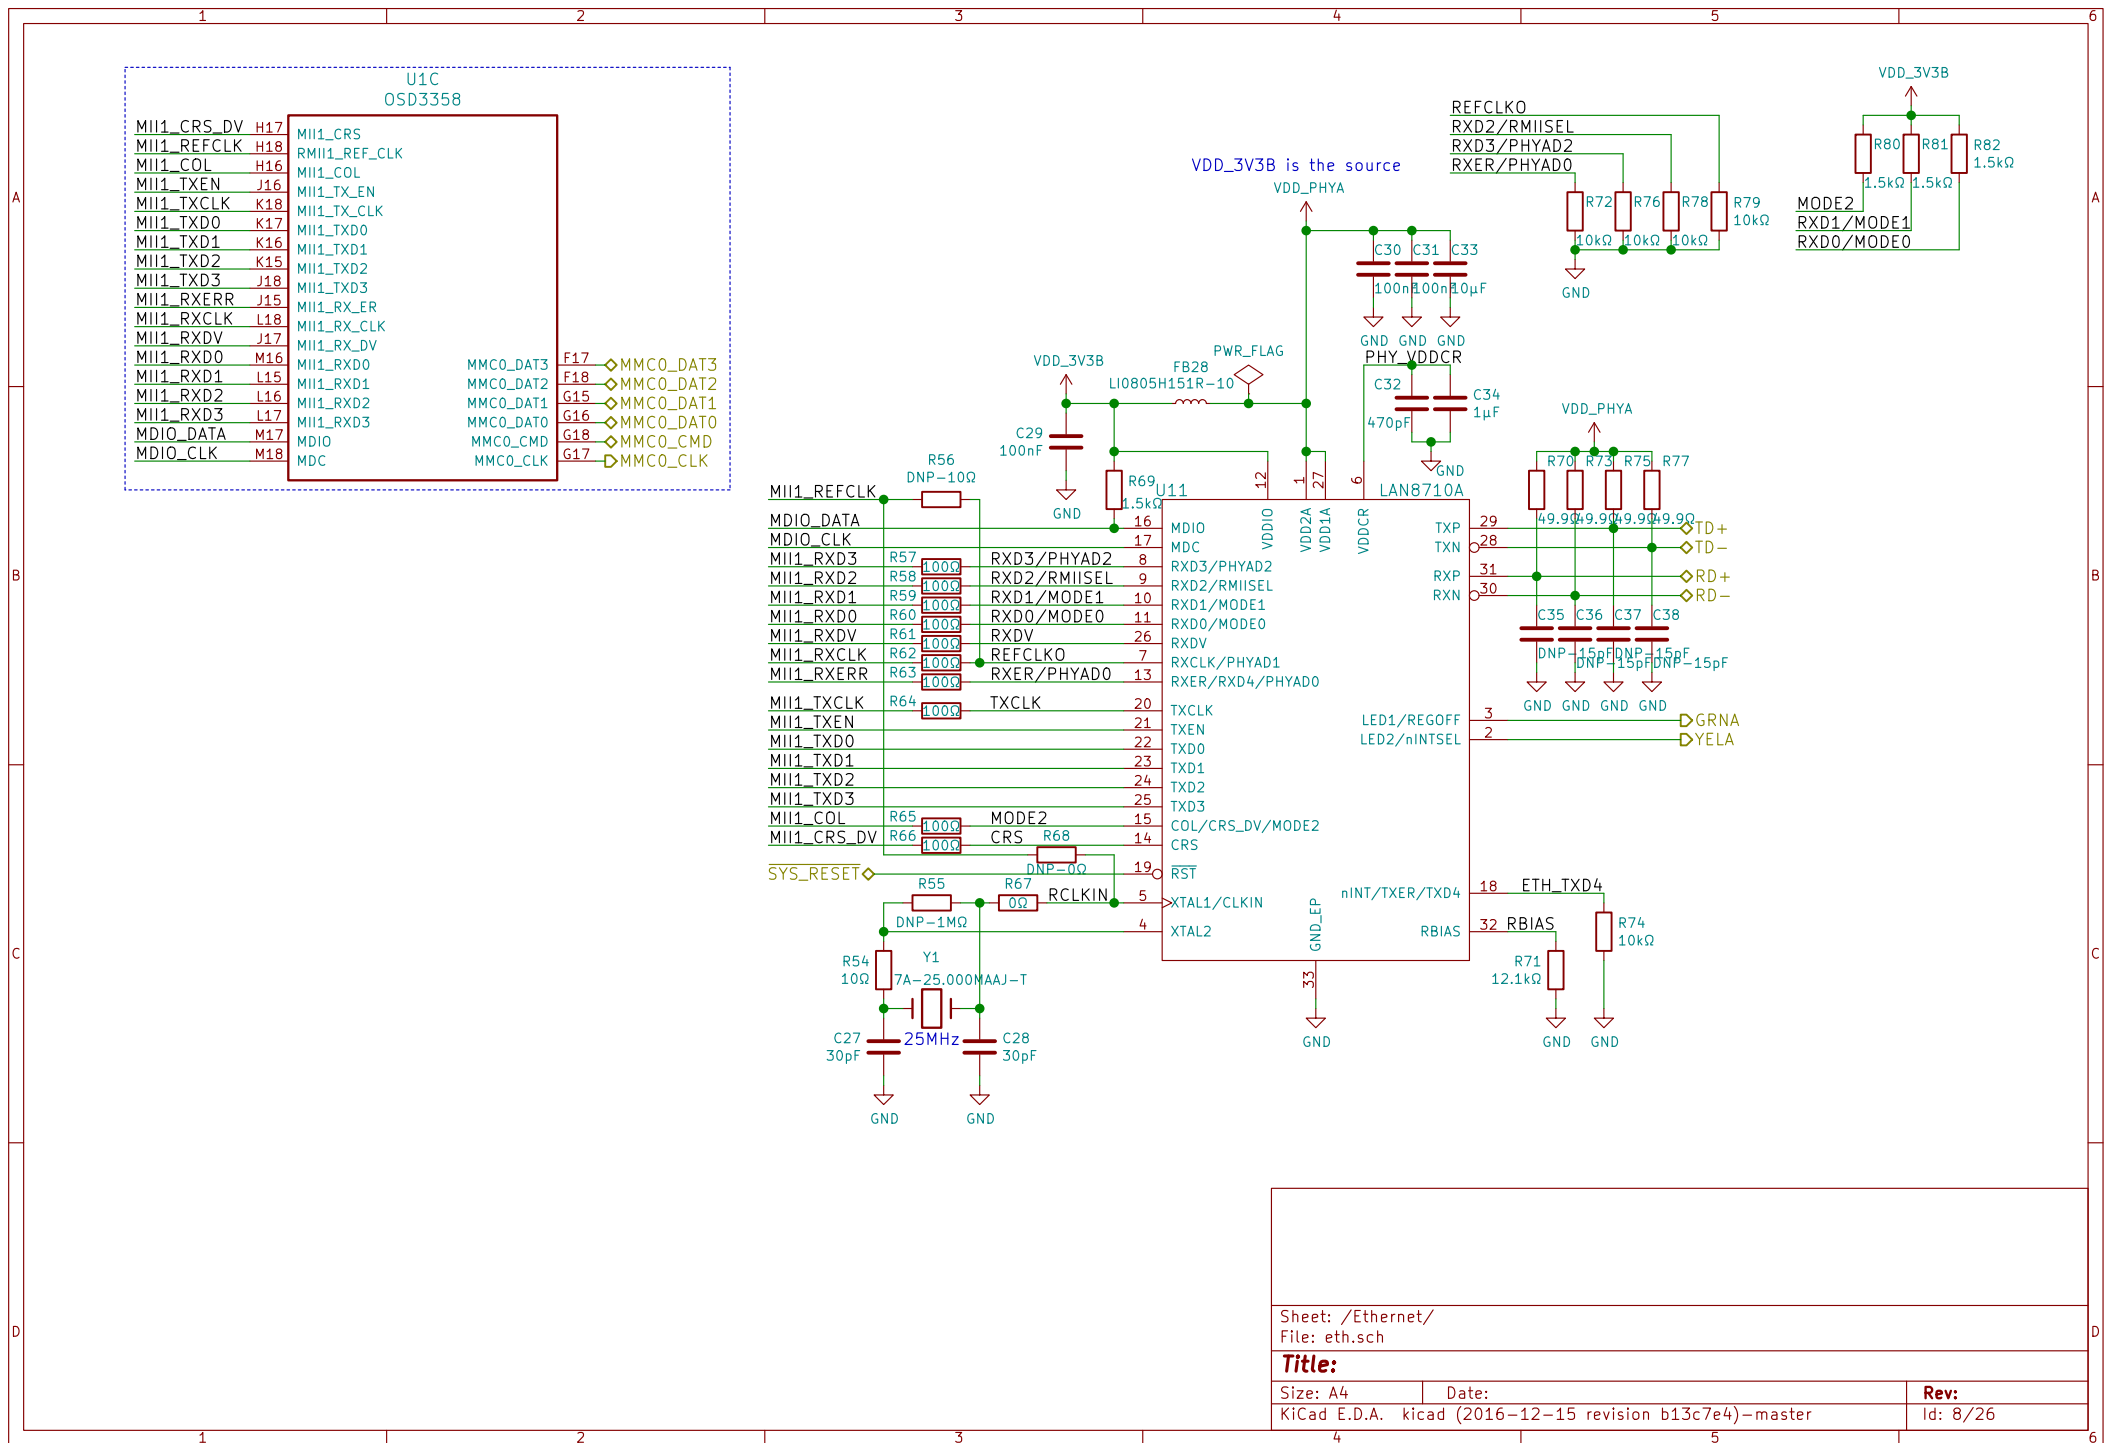 1 2 3 4 5 6
A
B
C
D
U1C
OSD3358
MII1_CRS_DV H17 MII1_CRS
MII1_REFCLK H18 RMII1_REF_CLK
MII1_COL H16 MII1_COL
MII1_TXEN J16 MII1_TX_EN
MII1_TXCLK K18 MII1_TX_CLK
MII1_TXD0 K17 MII1_TXD0
MII1_TXD1 K16 MII1_TXD1
MII1_TXD2 K15 MII1_TXD2
MII1_TXD3 J18 MII1_TXD3
MII1_RXERR J15 MII1_RX_ER
MII1_RXCLK L18 MII1_RX_CLK
MII1_RXDV J17 MII1_RX_DV
MII1_RXD0 M16 MII1_RXD0 MMC0_DAT3 F17 MMC0_DAT3
MII1_RXD1 L15 MII1_RXD1 MMC0_DAT2 F18 MMC0_DAT2
MII1_RXD2 L16 MII1_RXD2 MMC0_DAT1 G15 MMC0_DAT1
MII1_RXD3 L17 MII1_RXD3 MMC0_DAT0 G16 MMC0_DAT0
MDIO_DATA M17 MDIO MMC0_CMD G18 MMC0_CMD
MDIO_CLK M18 MDC MMC0_CLK G17 MMC0_CLK
VDD_3V3B is the source
VDD_PHYA
C30 C31 C33
100nF 100nF 10µF
GND GND GND
PHY_VDDCR
C32 470pF
C34 1µF
GND
REFCLKO
RXD2/RMIISEL
RXD3/PHYAD2
RXER/PHYAD0
R72 R76 R78 R79
10kΩ 10kΩ 10kΩ 10kΩ
GND
VDD_3V3B
R80 R81 R82
1.5kΩ 1.5kΩ 1.5kΩ
MODE2
RXD1/MODE1
RXD0/MODE0
VDD_3V3B
FB28
LI0805H151R-10
PWR_FLAG
C29
100nF
GND
R69
1.5kΩ
R56
DNP-10Ω
U11
LAN8710A
12 VDDIO
1 VDD2A
27 VDD1A
6 VDDCR
MII1_REFCLK
MDIO_DATA 16 MDIO
MDIO_CLK 17 MDC
MII1_RXD3 R57 100Ω RXD3/PHYAD2 8 RXD3/PHYAD2
MII1_RXD2 R58 100Ω RXD2/RMIISEL 9 RXD2/RMIISEL
MII1_RXD1 R59 100Ω RXD1/MODE1 10 RXD1/MODE1
MII1_RXD0 R60 100Ω RXD0/MODE0 11 RXD0/MODE0
MII1_RXDV R61 100Ω RXDV 26 RXDV
MII1_RXCLK R62 100Ω REFCLKO 7 RXCLK/PHYAD1
MII1_RXERR R63 100Ω RXER/PHYAD0 13 RXER/RXD4/PHYAD0
MII1_TXCLK R64 100Ω TXCLK 20 TXCLK
MII1_TXEN 21 TXEN
MII1_TXD0 22 TXD0
MII1_TXD1 23 TXD1
MII1_TXD2 24 TXD2
MII1_TXD3 25 TXD3
MII1_COL R65 100Ω MODE2 15 COL/CRS_DV/MODE2
MII1_CRS_DV R66 100Ω CRS 14 CRS
R68
DNP-0Ω
SYS_RESET 19 RST
R55
DNP-1MΩ
R67
0Ω
RCLKIN 5 XTAL1/CLKIN
4 XTAL2
R54
10Ω
Y1
7A-25.000MAAJ-T
25MHz
C27
30pF
C28
30pF
GND GND
GND_EP
33
GND
VDD_PHYA
R70 R73 R75 R77
49.9Ω 49.9Ω 49.9Ω 49.9Ω
TXP 29 TD+
TXN 28 TD-
RXP 31 RD+
RXN 30 RD-
C35 C36 C37 C38
DNP-15pF DNP-15pF DNP-15pF DNP-15pF
GND GND GND GND
LED1/REGOFF 3 GRNA
LED2/nINTSEL 2 YELA
nINT/TXER/TXD4 18 ETH_TXD4
RBIAS 32 RBIAS
R74
10kΩ
R71
12.1kΩ
GND GND
Sheet: /Ethernet/
File: eth.sch
Title:
Size: A4 Date: Rev:
KiCad E.D.A. kicad (2016-12-15 revision b13c7e4)-master Id: 8/26
1 2 3 4 5 6
A
B
C
D